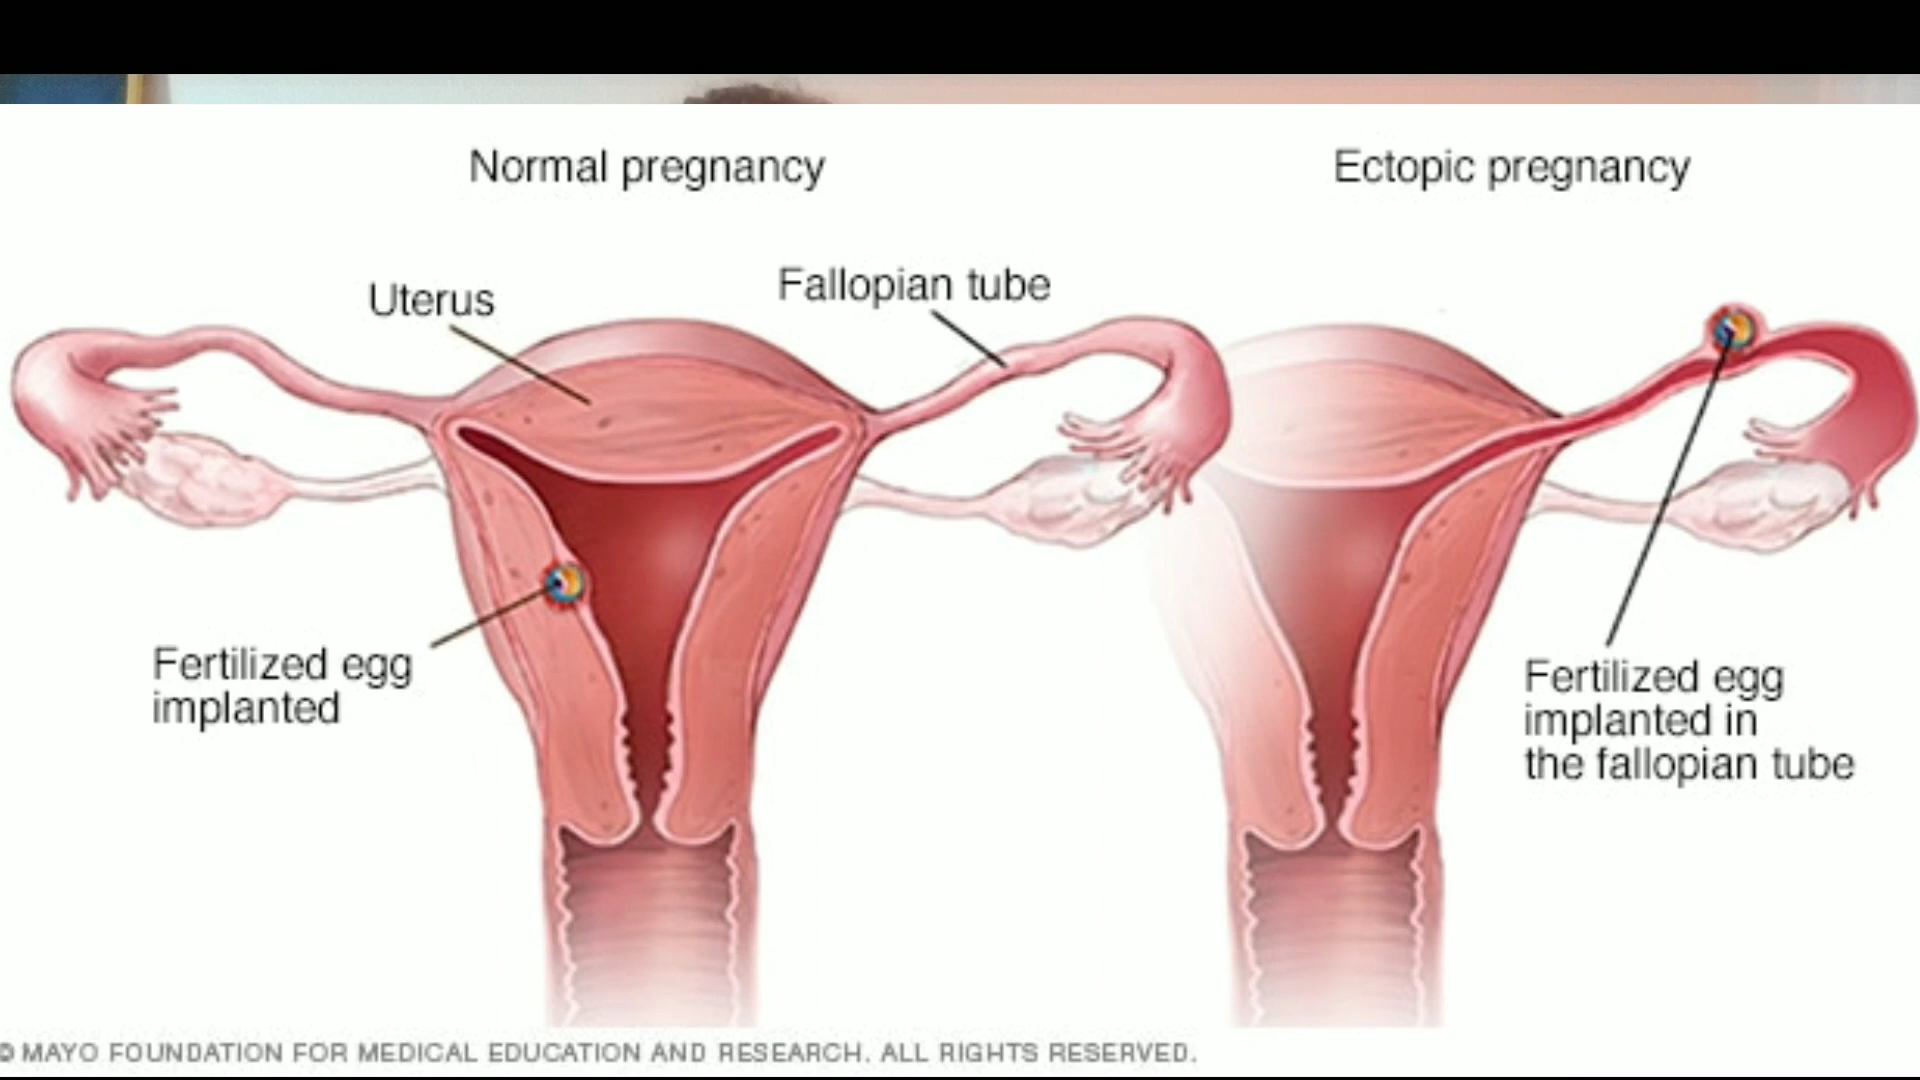 Normal pregnancy
Ectopic pregnancy
Uterus
Fallopian tube
Fertilized egg
implanted
Fertilized egg
implanted in
the fallopian tube
© MAYO FOUNDATION FOR MEDICAL EDUCATION AND RESEARCH. ALL RIGHTS RESERVED.